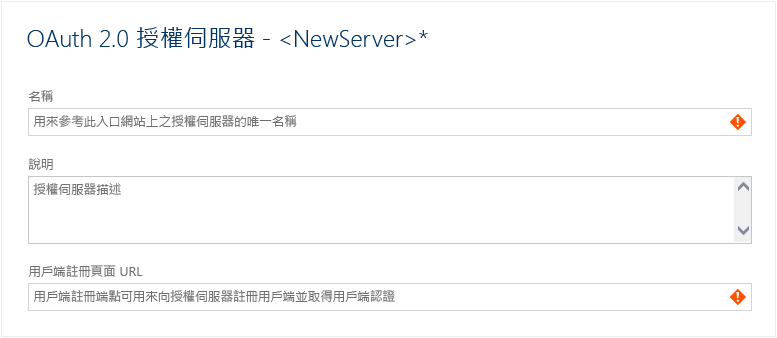 OAuth 2.0 授權伺服器 - <NewServer>*
名稱
用來參考此入口網站上之授權伺服器的唯一名稱
說明
授權伺服器描述
用戶端註冊頁面 URL
用戶端註冊端點可用來向授權伺服器註冊用戶端並取得用戶端認證